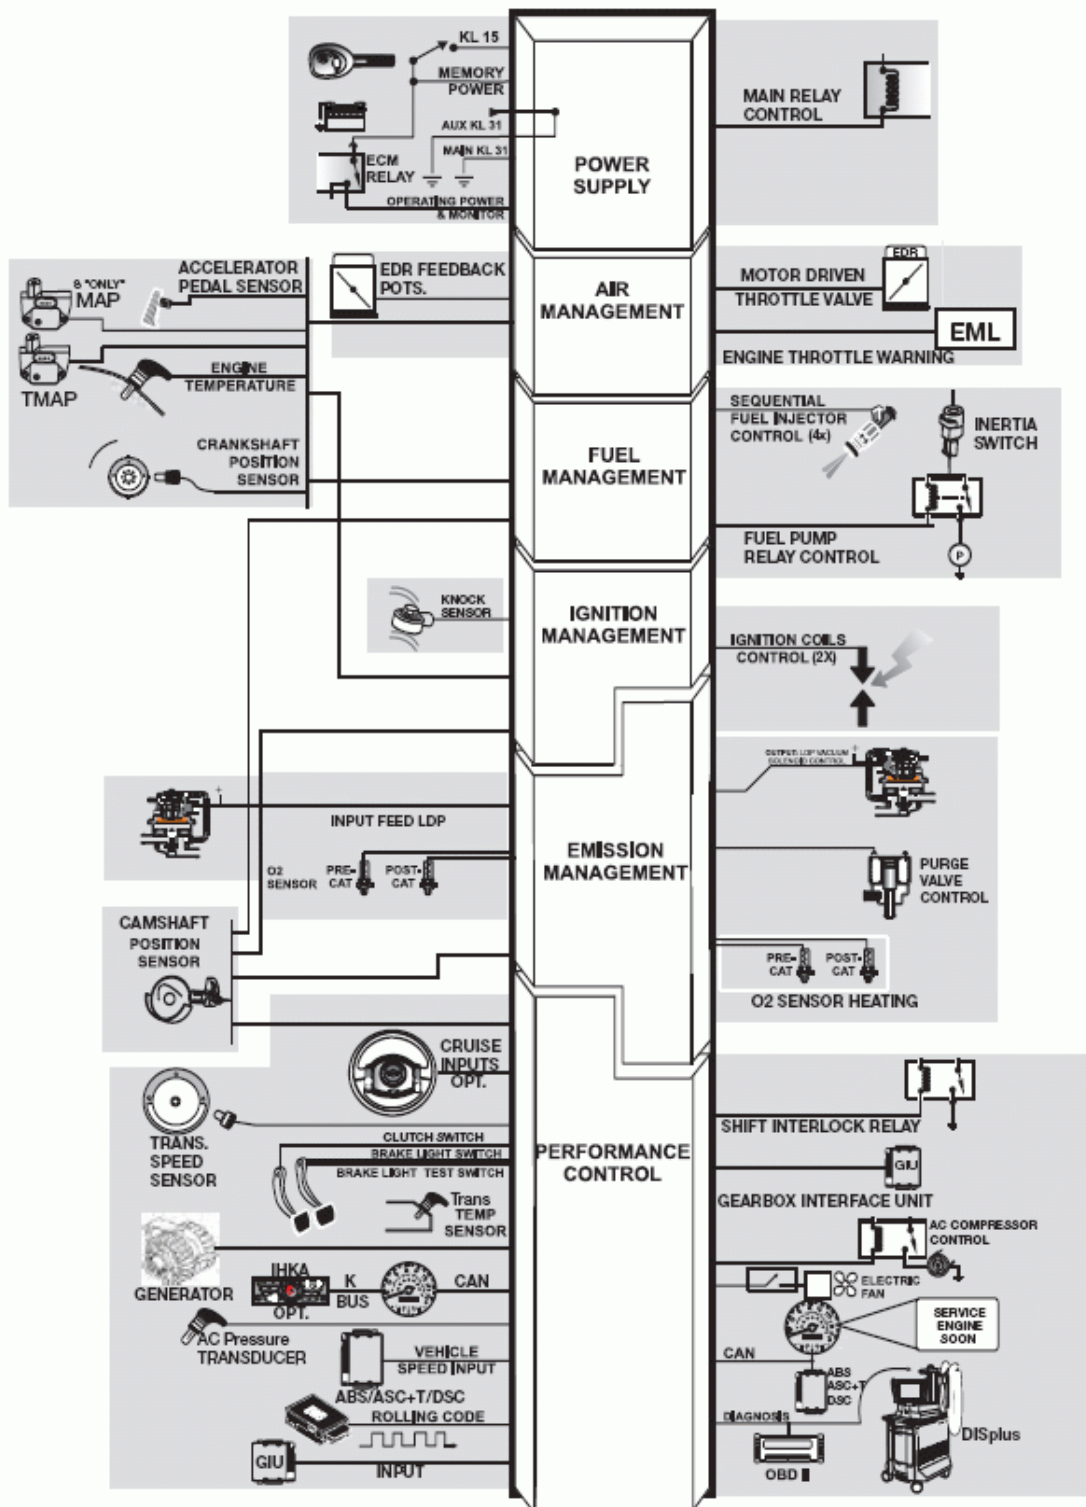 KL 15
MEMORY
POWER
AUX KL 31
MAIN KL 31
ECM
RELAY
OPERATING POWER
& MONITOR
POWER
SUPPLY
MAIN RELAY
CONTROL
ACCELERATOR
PEDAL SENSOR
& "ONLY"
MAP
TMAP
ENGINE
TEMPERATURE
CRANKSHAFT
POSITION
SENSOR
EDR FEEDBACK
POTS.
AIR
MANAGEMENT
EDR
MOTOR DRIVEN
THROTTLE VALVE
EML
ENGINE THROTTLE WARNING
FUEL
MANAGEMENT
SEQUENTIAL
FUEL INJECTOR
CONTROL (4x)
INERTIA
SWITCH
FUEL PUMP
RELAY CONTROL
P
KNOCK
SENSOR
IGNITION
MANAGEMENT
IGNITION COILS
CONTROL (2X)
OUTPUT: LDP VACUUM
SOLENOID CONTROL
+
+
INPUT FEED LDP
O2
SENSOR
PRE-
CAT
POST-
CAT
EMISSION
MANAGEMENT
PURGE
VALVE
CONTROL
PRE-
CAT
POST-
CAT
O2 SENSOR HEATING
CAMSHAFT
POSITION
SENSOR
CRUISE
INPUTS
OPT.
TRANS.
SPEED
SENSOR
CLUTCH SWITCH
BRAKE LIGHT SWITCH
BRAKE LIGHT TEST SWITCH
Trans
TEMP
SENSOR
PERFORMANCE
CONTROL
SHIFT INTERLOCK RELAY
GIU
GEARBOX INTERFACE UNIT
AC COMPRESSOR
CONTROL
ELECTRIC
FAN
GENERATOR
IHKA
OPT.
K
BUS
CAN
AC Pressure
TRANSDUCER
VEHICLE
SPEED INPUT
ABS/ASC+T/DSC
ROLLING CODE
GIU
INPUT
SERVICE
ENGINE
SOON
CAN
ABS
ASC+T
DSC
DIAGNOSIS
OBD II
DISplus